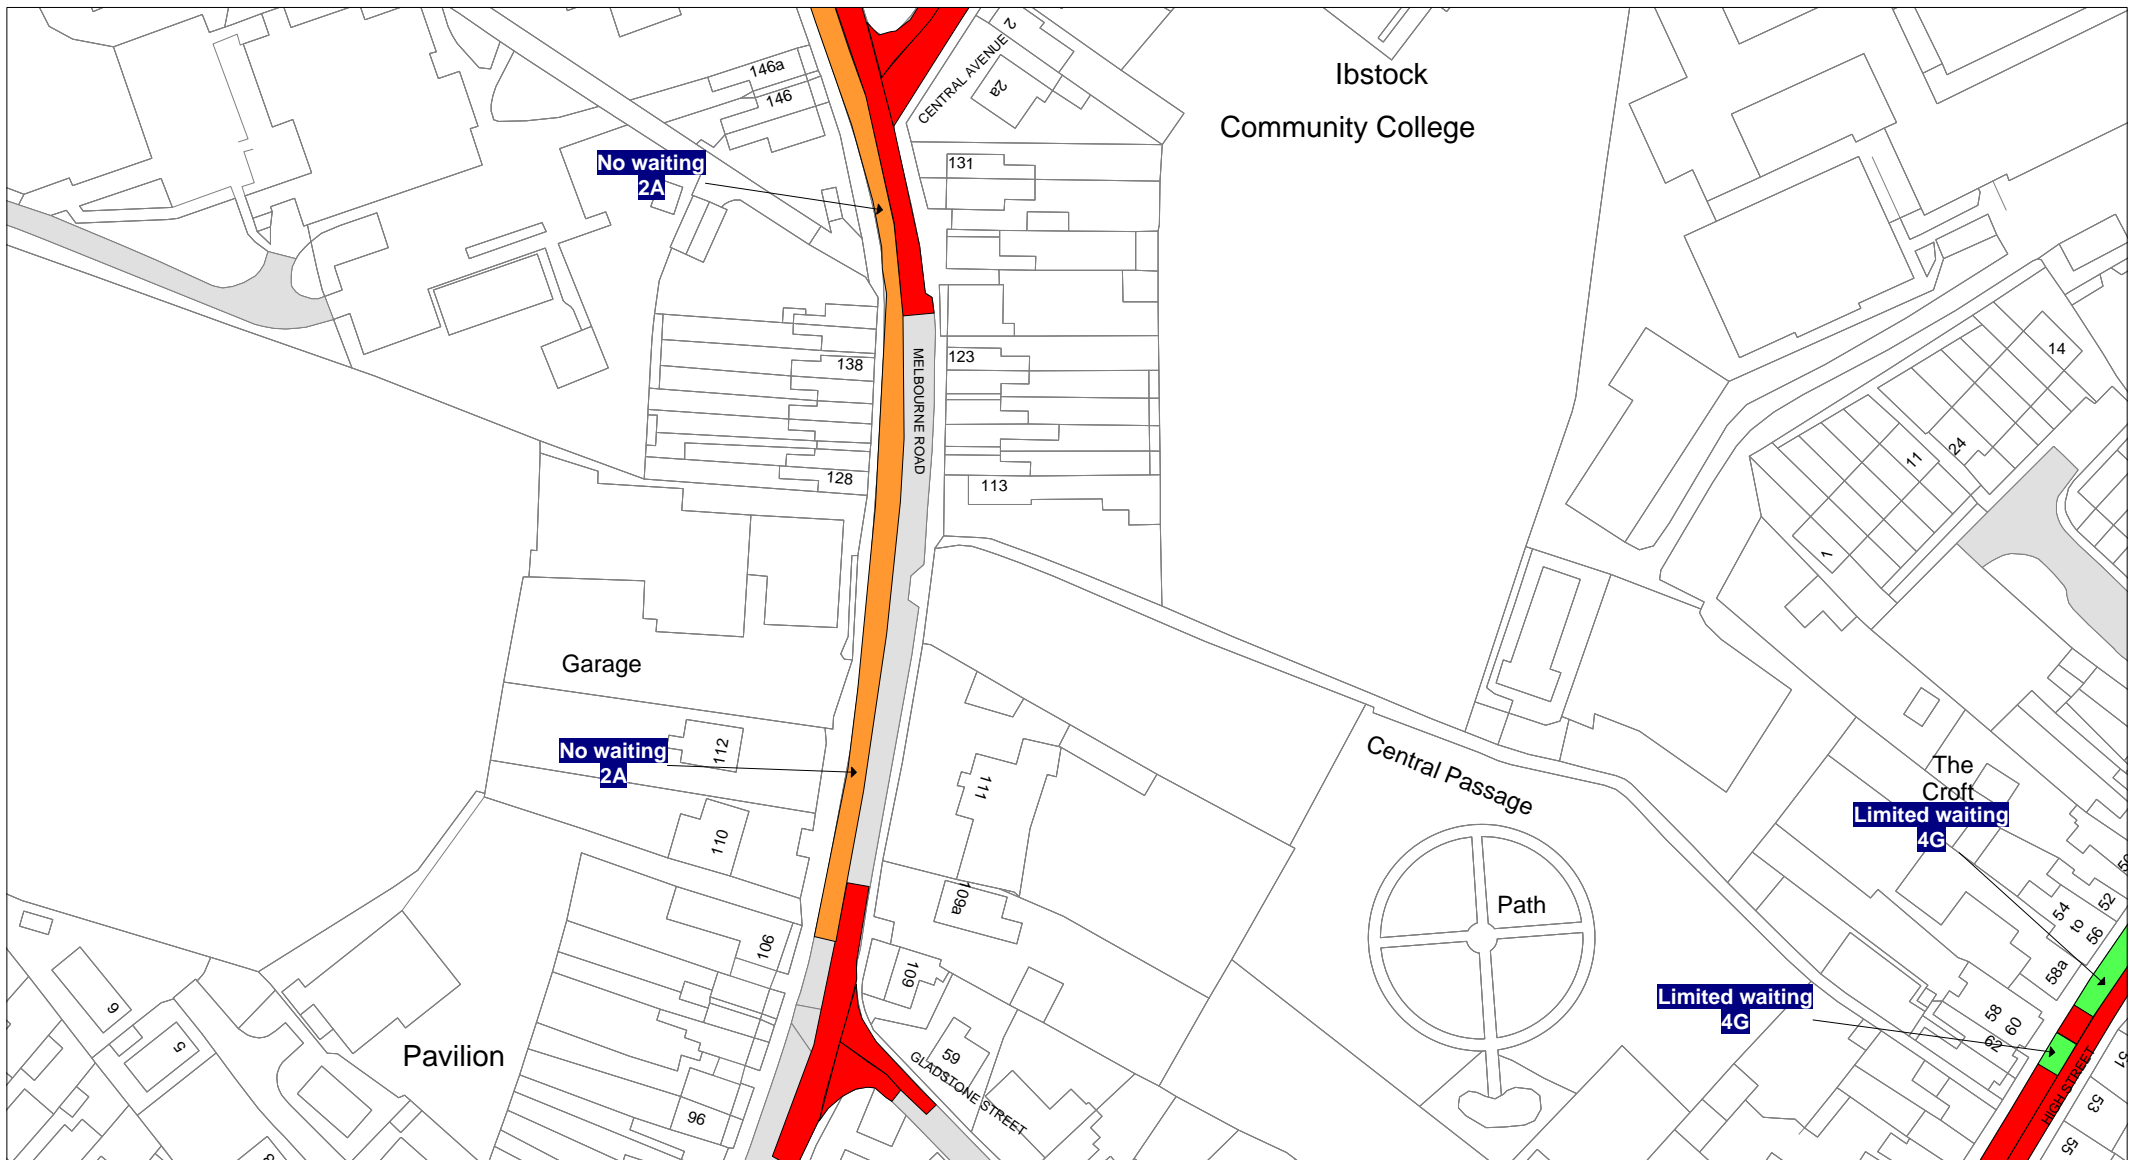 2
CENTRAL AVENUE
2a
146a
146
Ibstock
Community College
No waiting
2A
131
138
123
MELBOURNE ROAD
128
113
14
24
11
1
Garage
No waiting
2A
112
110
111
Central Passage
The
Croft
Limited waiting
4G
109a
Path
106
109
50
52
54
to
56
58a
Limited waiting
4G
58
60
62
HIGH STREET
51
53
55
6
5
Pavilion
96
59
GLADSTONE STREET